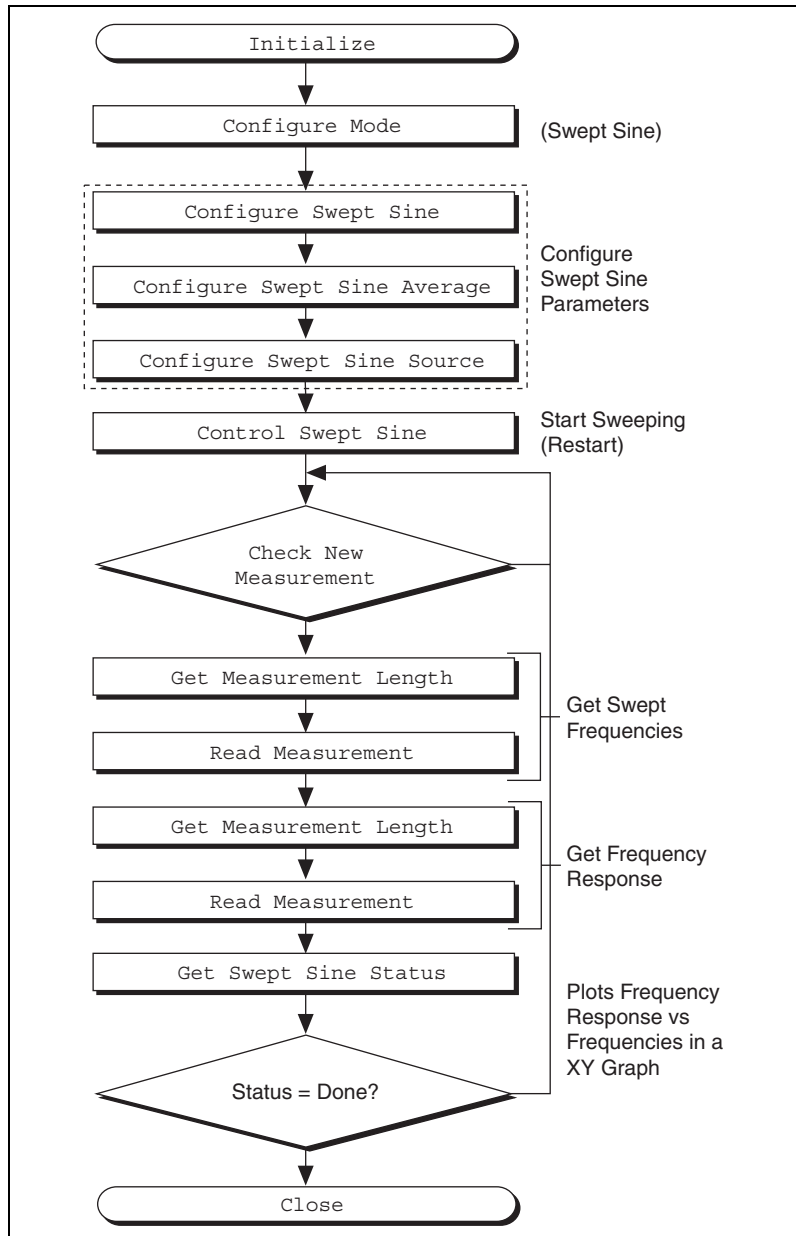 Initialize
Configure Mode
(Swept Sine)
Configure Swept Sine
Configure Swept Sine Average
Configure Swept Sine Source
Configure
Swept Sine
Parameters
Control Swept Sine
Start Sweeping
(Restart)
Check New
Measurement
Get Measurement Length
Read Measurement
Get Swept
Frequencies
Get Measurement Length
Read Measurement
Get Frequency
Response
Get Swept Sine Status
Plots Frequency
Response vs
Frequencies in a
XY Graph
Status = Done?
Close